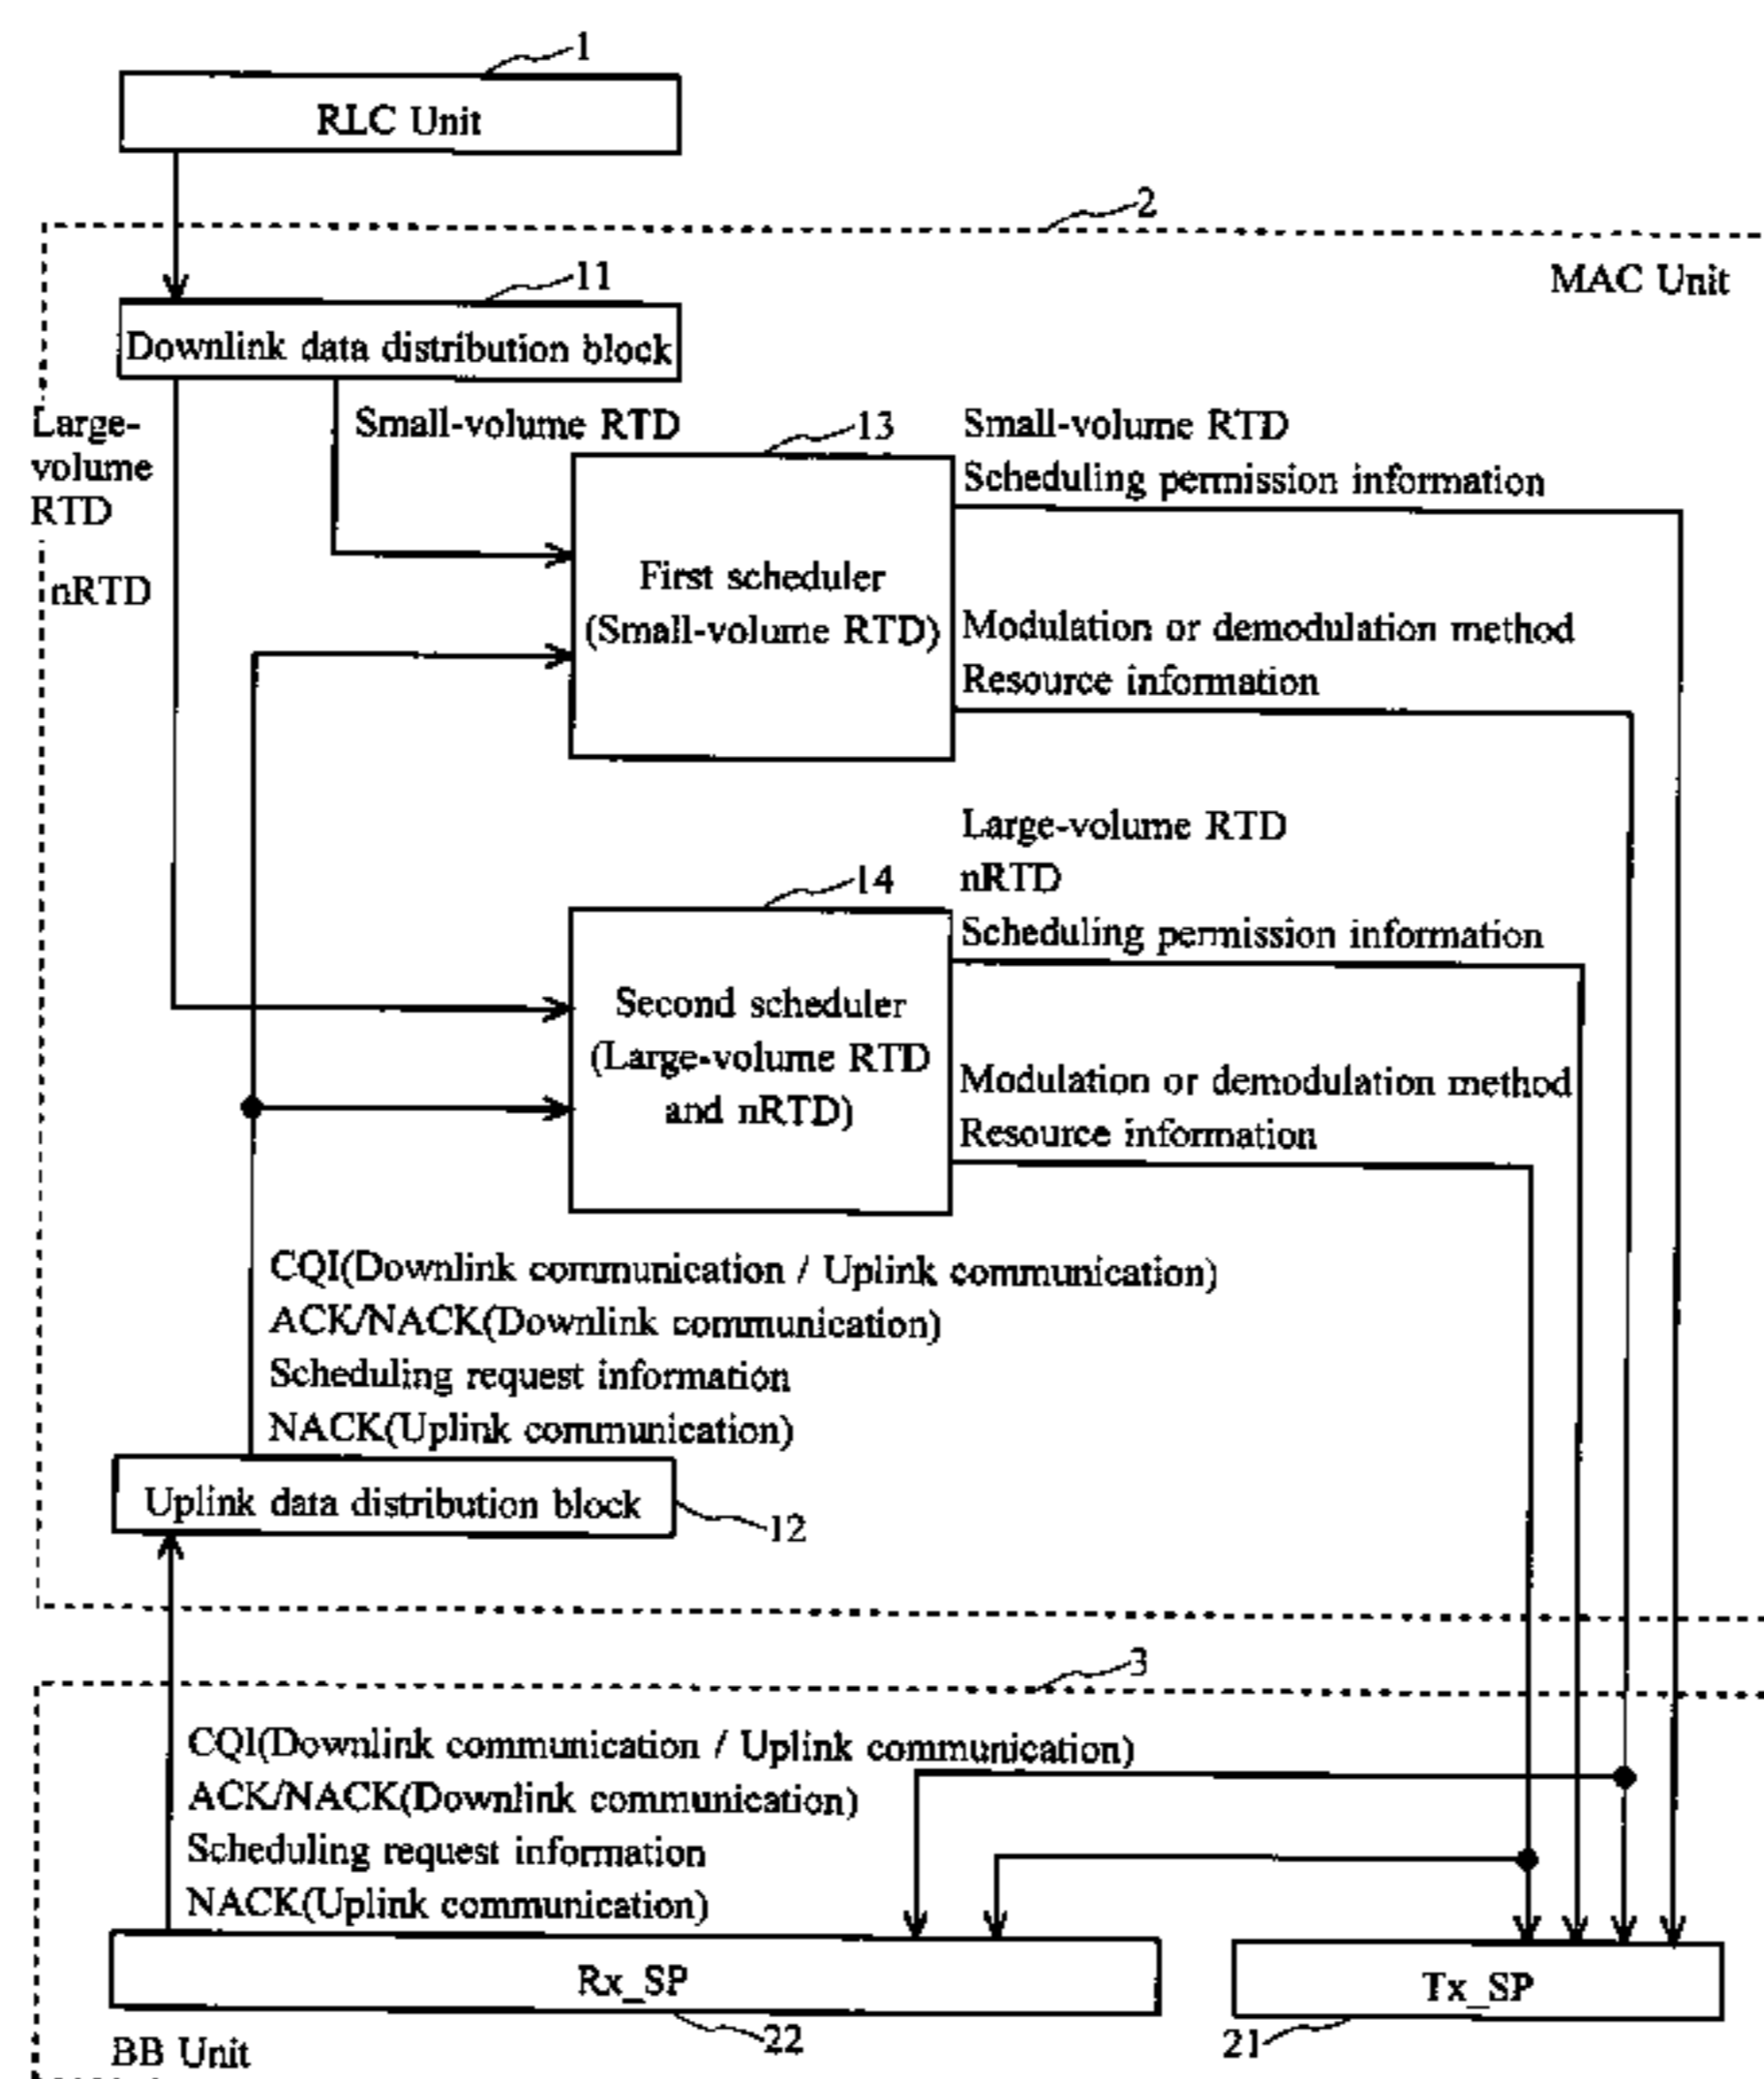 1
RLC Unit
2
MAC Unit
11
Downlink data distribution block
Large-
volume
RTD
nRTD
Small-volume RTD
13
First scheduler
(Small-volume RTD)
Small-volume RTD
Scheduling permission information
Modulation or demodulation method
Resource information
14
Second scheduler
(Large-volume RTD
and nRTD)
Large-volume RTD
nRTD
Scheduling permission information
Modulation or demodulation method
Resource information
CQI(Downlink communication / Uplink communication)
ACK/NACK(Downlink communication)
Scheduling request information
NACK(Uplink communication)
Uplink data distribution block
12
3
CQI(Downlink communication / Uplink communication)
ACK/NACK(Downlink communication)
Scheduling request information
NACK(Uplink communication)
Rx_SP
22
Tx_SP
21
BB Unit